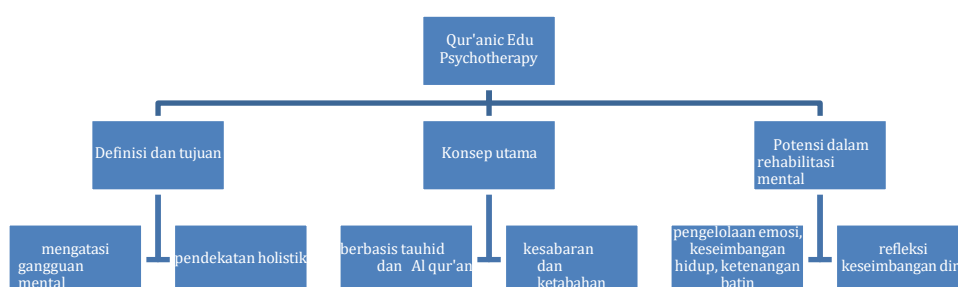 Qur'anic Edu
Psychotherapy
Definisi dan tujuan
Konsep utama
Potensi dalam
rehabilitasi
mental
mengatasi
gangguan
mental
pendekatan holistik
berbasis tauhid
dan Al qur'an
kesabaran
dan
ketabahan
pengelolaan emosi,
keseimbangan
hidup, ketenangan
batin
refleksi
keseimbangan diri